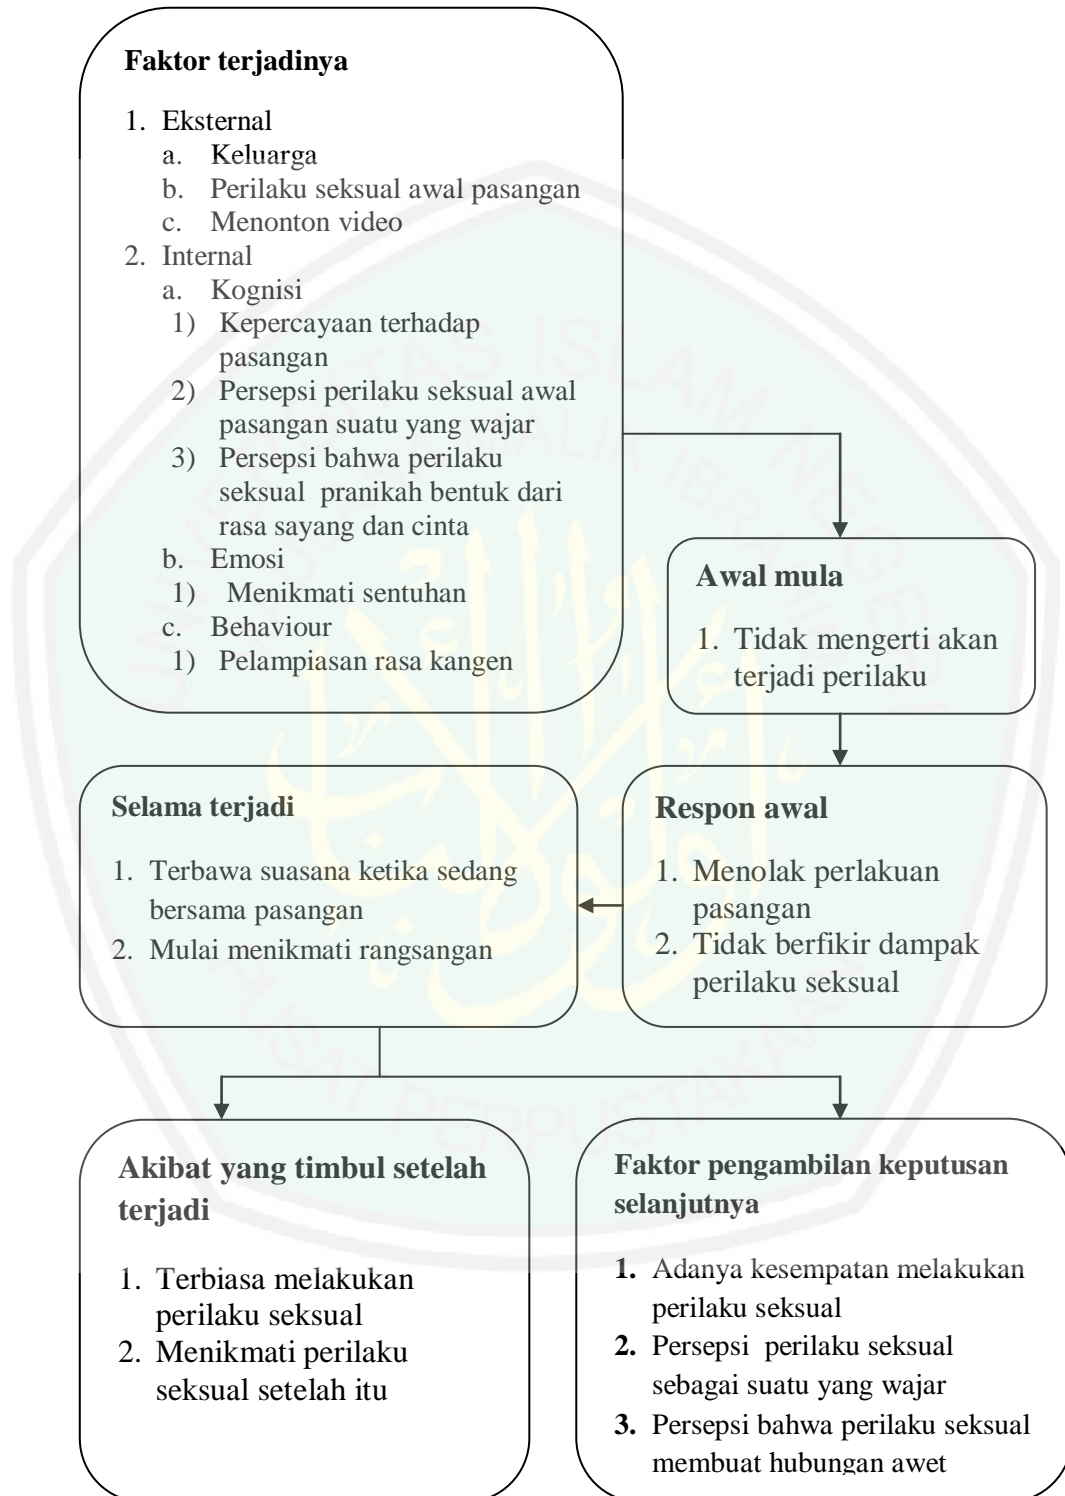 Faktor terjadinya
1. Eksternal
a. Keluarga
b. Perilaku seksual awal pasangan
c. Menonton video
2. Internal
a. Kognisi
1) Kepercayaan terhadap
pasangan
2) Persepsi perilaku seksual awal
pasangan suatu yang wajar
3) Persepsi bahwa perilaku
seksual pranikah bentuk dari
rasa sayang dan cinta
b. Emosi
1) Menikmati sentuhan
c. Behaviour
1) Pelampiasan rasa kangen
Awal mula
1. Tidak mengerti akan
terjadi perilaku
Respon awal
1. Menolak perlakuan
pasangan
2. Tidak berfikir dampak
perilaku seksual
Selama terjadi
1. Terbawa suasana ketika sedang
bersama pasangan
2. Mulai menikmati rangsangan
Akibat yang timbul setelah
terjadi
1. Terbiasa melakukan
perilaku seksual
2. Menikmati perilaku
seksual setelah itu
Faktor pengambilan keputusan
selanjutnya
1. Adanya kesempatan melakukan
perilaku seksual
2. Persepsi perilaku seksual
sebagai suatu yang wajar
3. Persepsi bahwa perilaku seksual
membuat hubungan awet
PUSAT PERPUSTAKAAN